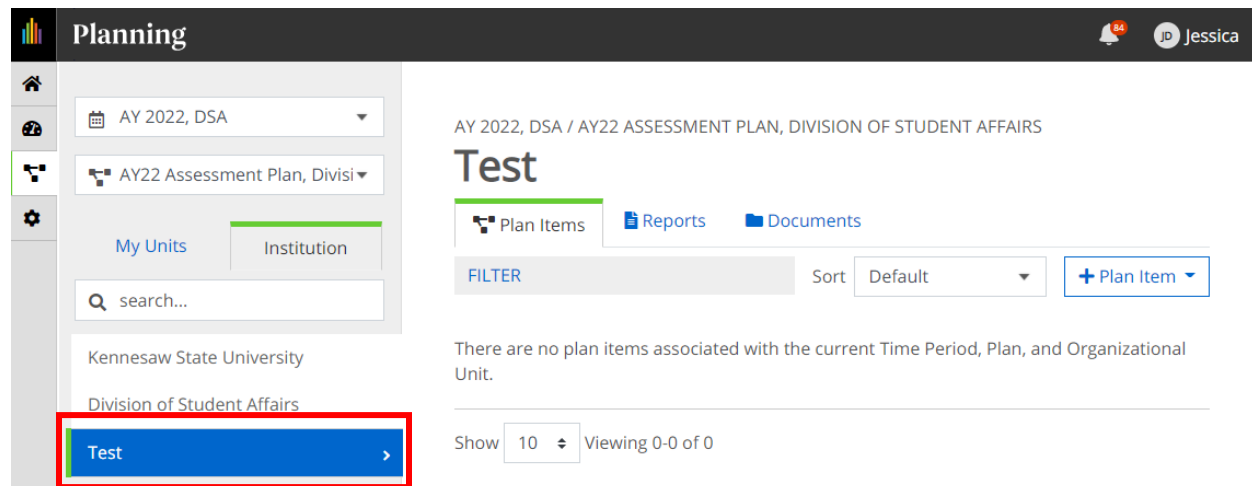 Planning
84
JD Jessica
AY 2022, DSA
AY22 Assessment Plan, Divisi
My Units
Institution
search...
Kennesaw State University
Division of Student Affairs
Test
AY 2022, DSA / AY22 ASSESSMENT PLAN, DIVISION OF STUDENT AFFAIRS
Test
Plan Items
Reports
Documents
FILTER
Sort Default
+ Plan Item
There are no plan items associated with the current Time Period, Plan, and Organizational
Unit.
Show 10 Viewing 0-0 of 0